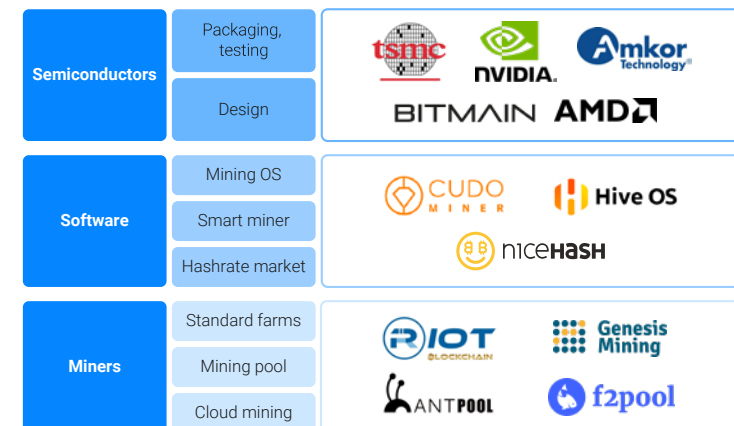 Semiconductors
Packaging,
testing
Design
tsmc
nVIDIA.
Amkor
Technology®
BITMAIN
AMD
Software
Mining OS
Smart miner
Hashrate market
CUDO
MINER
Hive OS
nıceHASH
Miners
Standard farms
Mining pool
Cloud mining
RIOT
BLOCKCHAIN
Genesis
Mining
ANTPOOL
f2pool